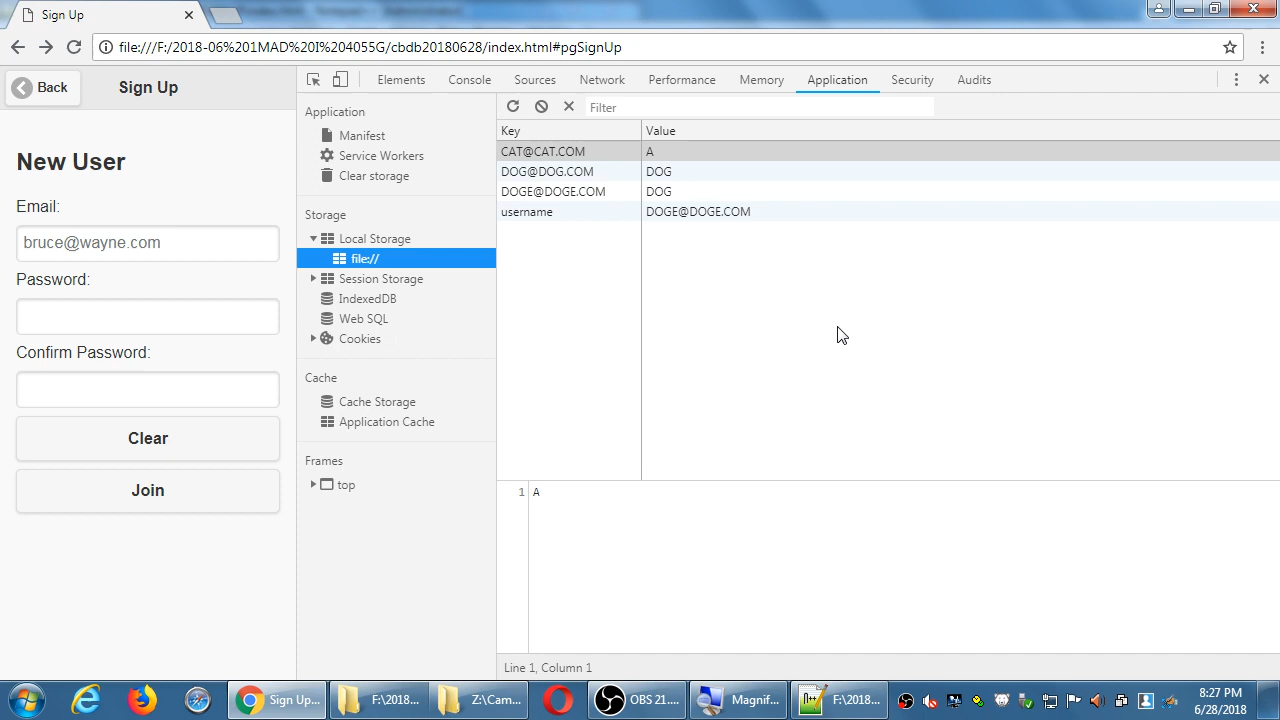 Sign Up
file:///F:/2018-06%201MAD%20I%204055G/cbdb20180628/index.html#pgSignUp
Back
Sign Up
New User
Email:
bruce@wayne.com
Password:
Confirm Password:
Clear
Join
Elements Console Sources Network Performance Memory Application Security Audits
Application
Manifest
Service Workers
Clear storage
Storage
Local Storage
file://
Session Storage
IndexedDB
Web SQL
Cookies
Cache
Cache Storage
Application Cache
Frames
top
Filter
Key Value
CAT@CAT.COM A
DOG@DOG.COM DOG
DOGE@DOGE.COM DOG
username DOGE@DOGE.COM
1 A
Line 1, Column 1
Sign Up... F:\2018... Z:\Cam... OBS 21.... Magnif... F:\2018...
8:27 PM
6/28/2018